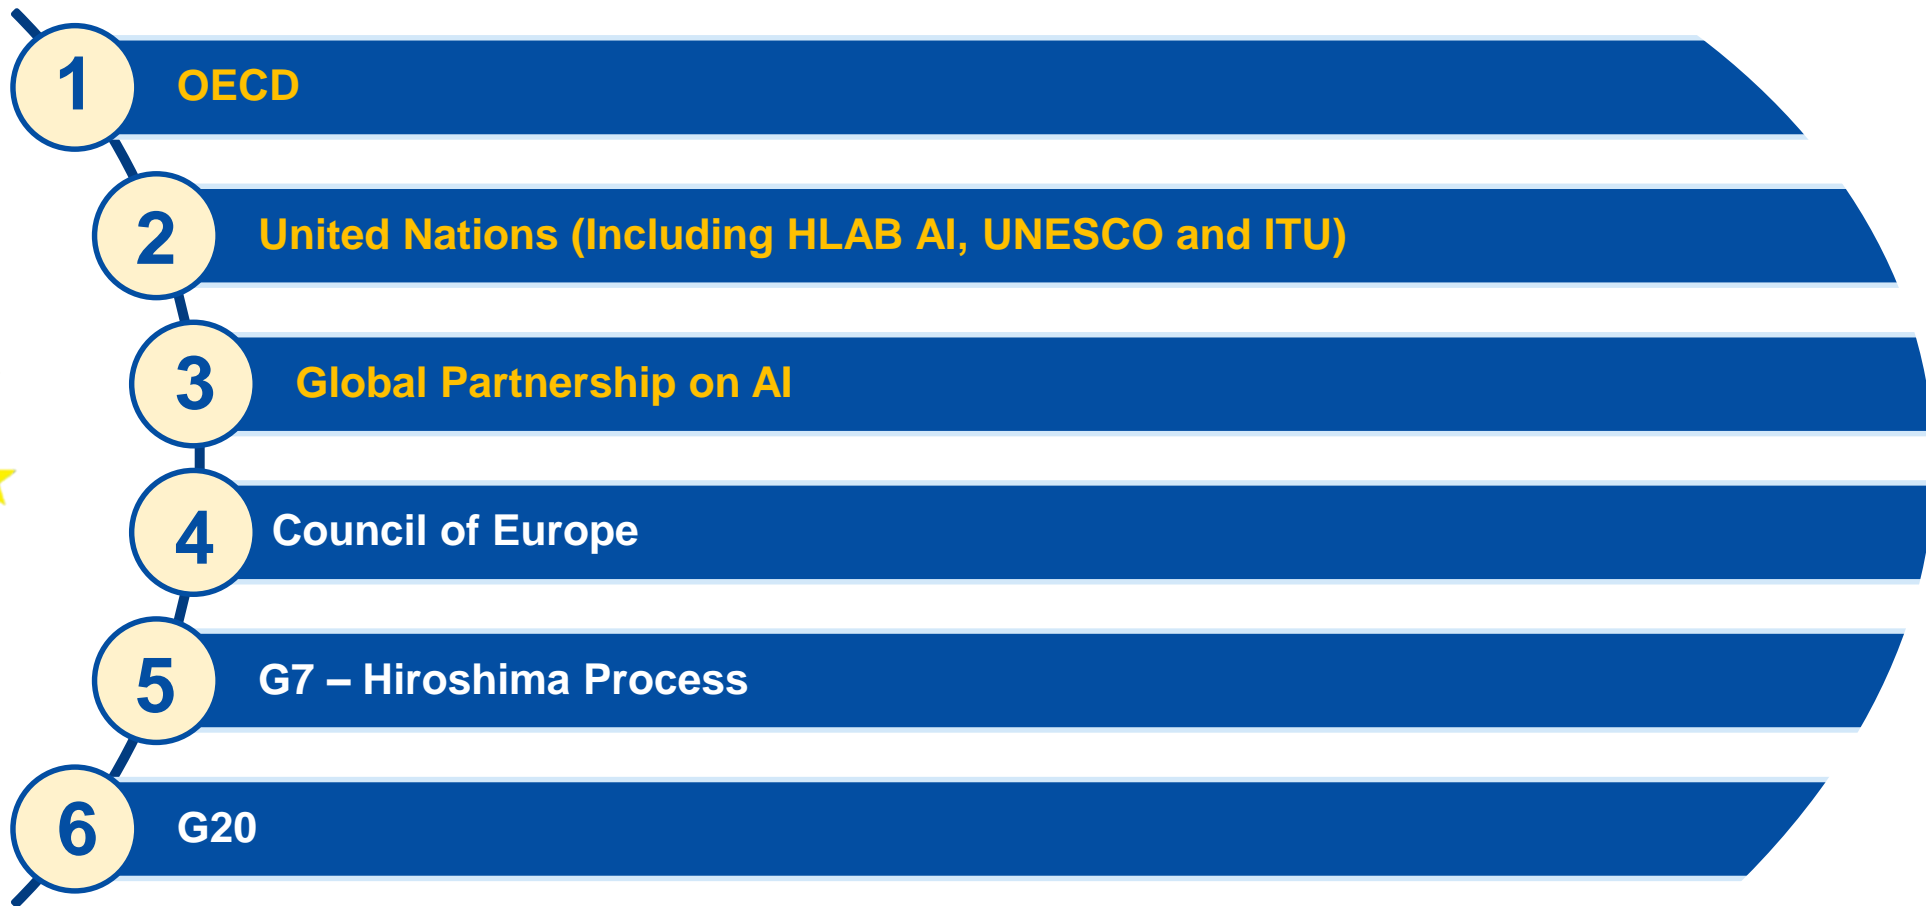 1 OECD
2 United Nations (Including HLAB AI, UNESCO and ITU)
3 Global Partnership on AI
4 Council of Europe
5 G7 – Hiroshima Process
6 G20